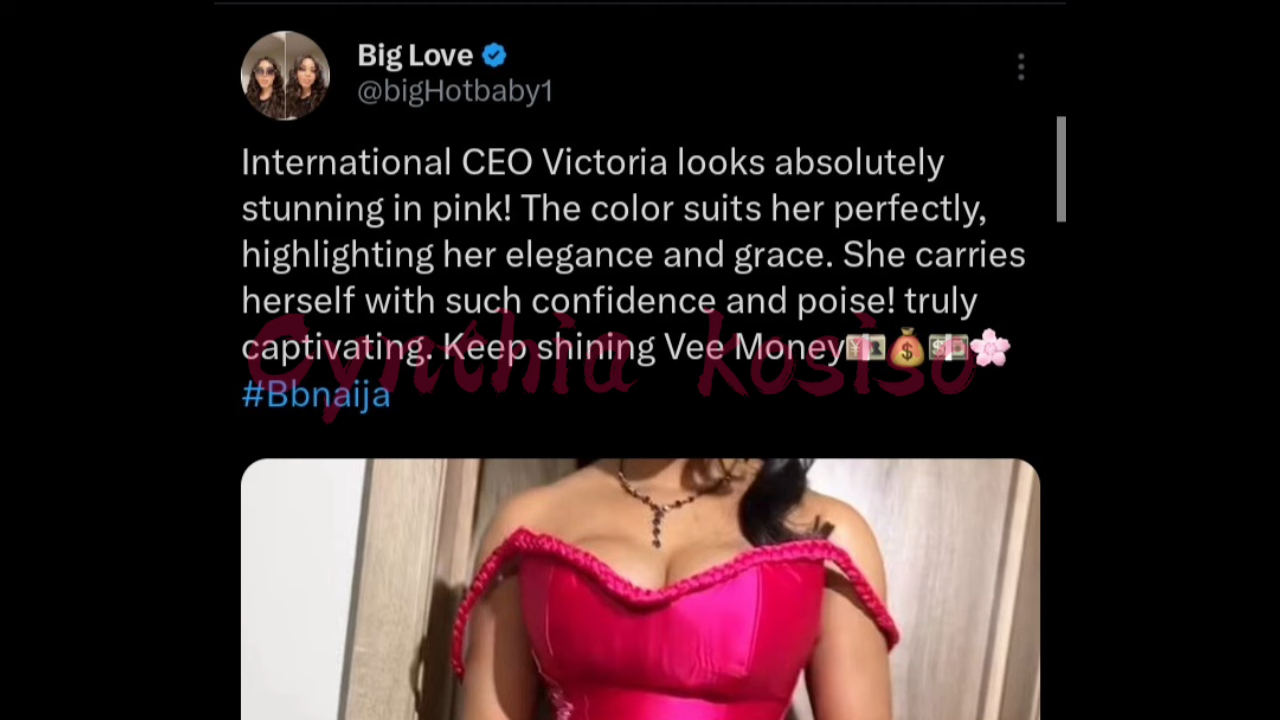 Big Love
@bigHotbaby1
International CEO Victoria looks absolutely
stunning in pink! The color suits her perfectly,
highlighting her elegance and grace. She carries
herself with such confidence and poise! truly
captivating. Keep shining Vee Money💴💰💵🌸
#Bbnaija
Cynthia kosiso